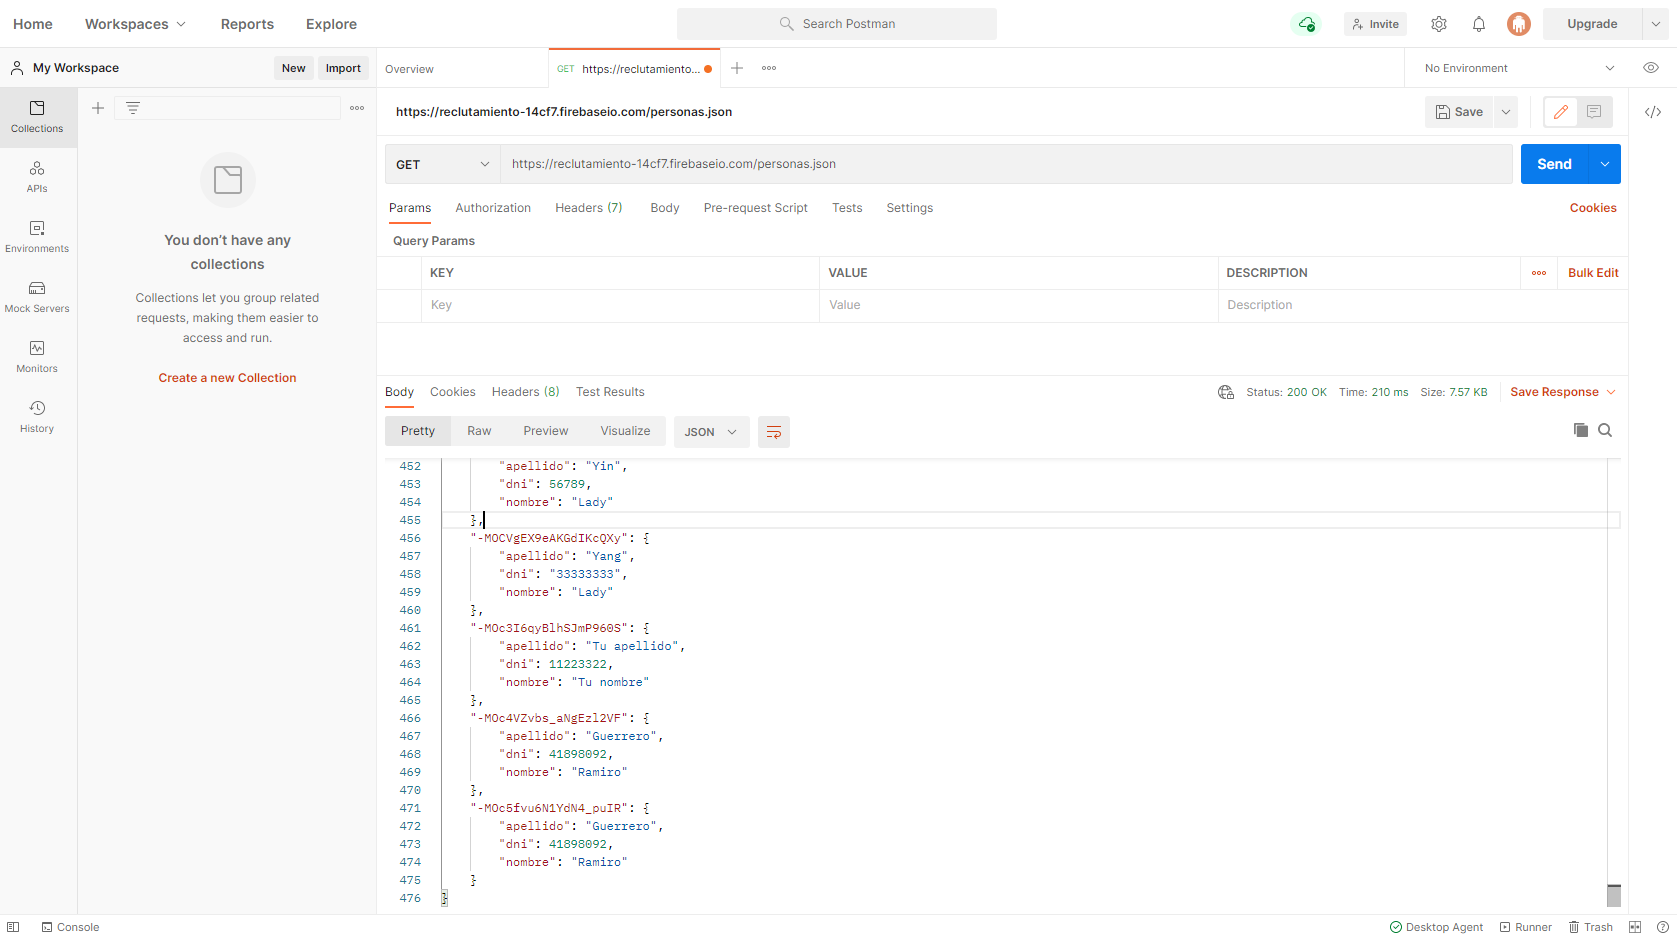 Home
Workspaces
Reports
Explore
Search Postman
Invite
Upgrade
My Workspace
New
Import
Overview
GET https://reclutamiento...
No Environment
Collections
APIs
Environments
Mock Servers
Monitors
History
You don't have any
collections
Collections let you group related
requests, making them easier to
access and run.
Create a new Collection
https://reclutamiento-14cf7.firebaseio.com/personas.json
Save
GET
https://reclutamiento-14cf7.firebaseio.com/personas.json
Send
Params
Authorization
Headers (7)
Body
Pre-request Script
Tests
Settings
Cookies
Query Params
KEY
VALUE
DESCRIPTION
Bulk Edit
Key
Value
Description
Body
Cookies
Headers (8)
Test Results
Status: 200 OK
Time: 210 ms
Size: 7.57 KB
Save Response
Pretty
Raw
Preview
Visualize
JSON
452 "apellido": "Yin",
453 "dni": 56789,
454 "nombre": "Lady"
455 },
456 "-MOCVgEX9eAKGdIKcQXy": {
457 "apellido": "Yang",
458 "dni": "33333333",
459 "nombre": "Lady"
460 },
461 "-MOc3I6qyBlhSJmP960S": {
462 "apellido": "Tu apellido",
463 "dni": 11223322,
464 "nombre": "Tu nombre"
465 },
466 "-MOc4VZvbs_aNgEzl2VF": {
467 "apellido": "Guerrero",
468 "dni": 41898092,
469 "nombre": "Ramiro"
470 },
471 "-MOc5fvu6N1YdN4_puIR": {
472 "apellido": "Guerrero",
473 "dni": 41898092,
474 "nombre": "Ramiro"
475 }
476 }
Console
Desktop Agent
Runner
Trash